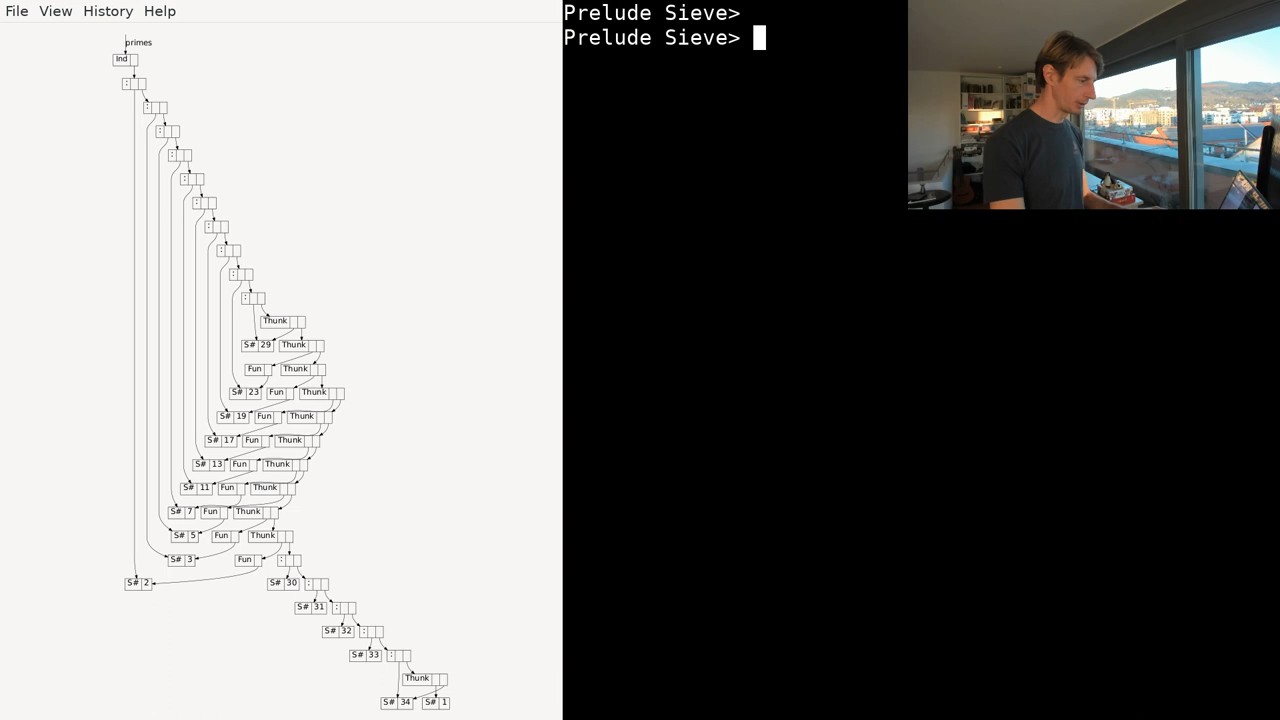 File View History Help
Prelude Sieve>
Prelude Sieve>
primes
Ind
:
:
:
:
:
:
:
:
:
:
Thunk
S# 29 Thunk
Fun Thunk
S# 23 Fun Thunk
S# 19 Fun Thunk
S# 17 Fun Thunk
S# 13 Fun Thunk
S# 11 Fun Thunk
S# 7 Fun Thunk
S# 5 Fun Thunk
S# 3 Fun :
S# 2 S# 30 :
S# 31 :
S# 32 :
S# 33 :
Thunk
S# 34 S# 1